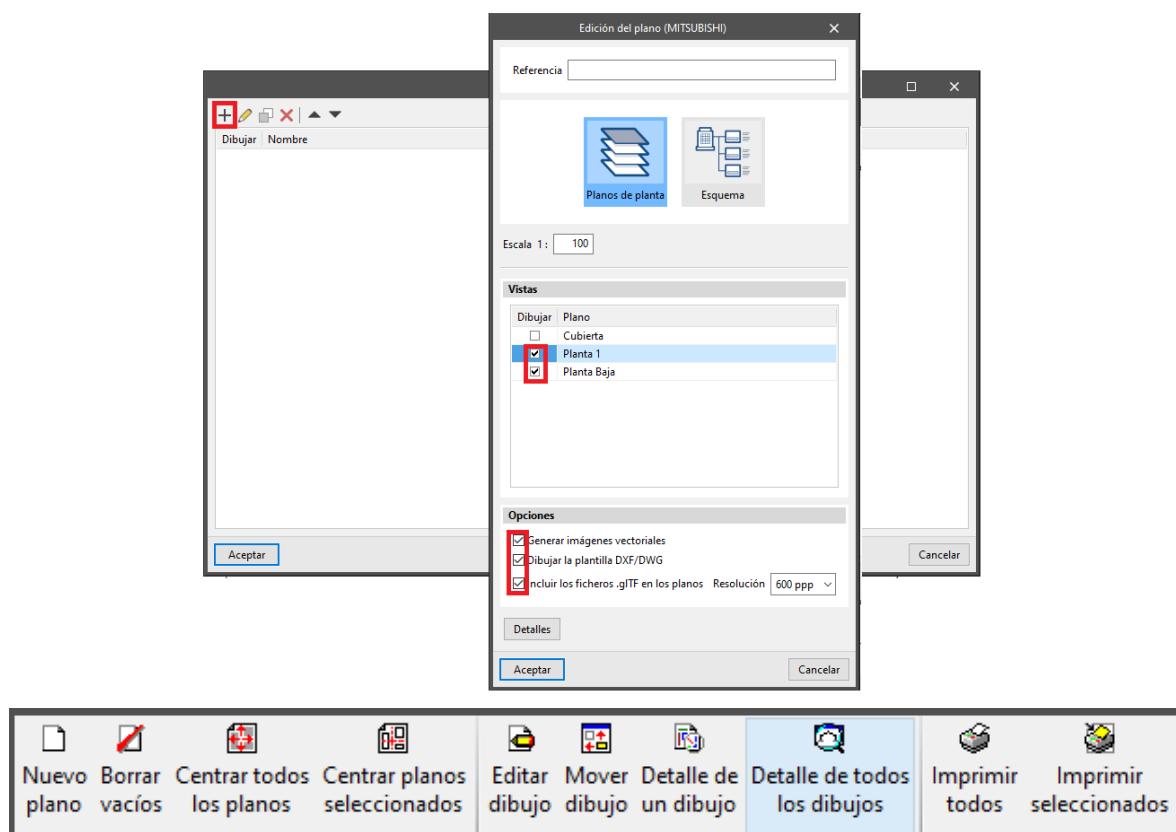 Edición del plano (MITSUBISHI)
Referencia
Dibujar Nombre
Planos de planta
Esquema
Escala 1 : 100
Vistas
Dibujar Plano
Cubierta
Planta 1
Planta Baja
Opciones
Generar imágenes vectoriales
Dibujar la plantilla DXF/DWG
Incluir los ficheros .glTF en los planos Resolución 600 ppp
Detalles
Aceptar Cancelar
Aceptar Cancelar
Nuevo plano
Borrar vacíos
Centrar todos los planos
Centrar planos seleccionados
Editar dibujo
Mover dibujo
Detalle de un dibujo
Detalle de todos los dibujos
Imprimir todos
Imprimir seleccionados